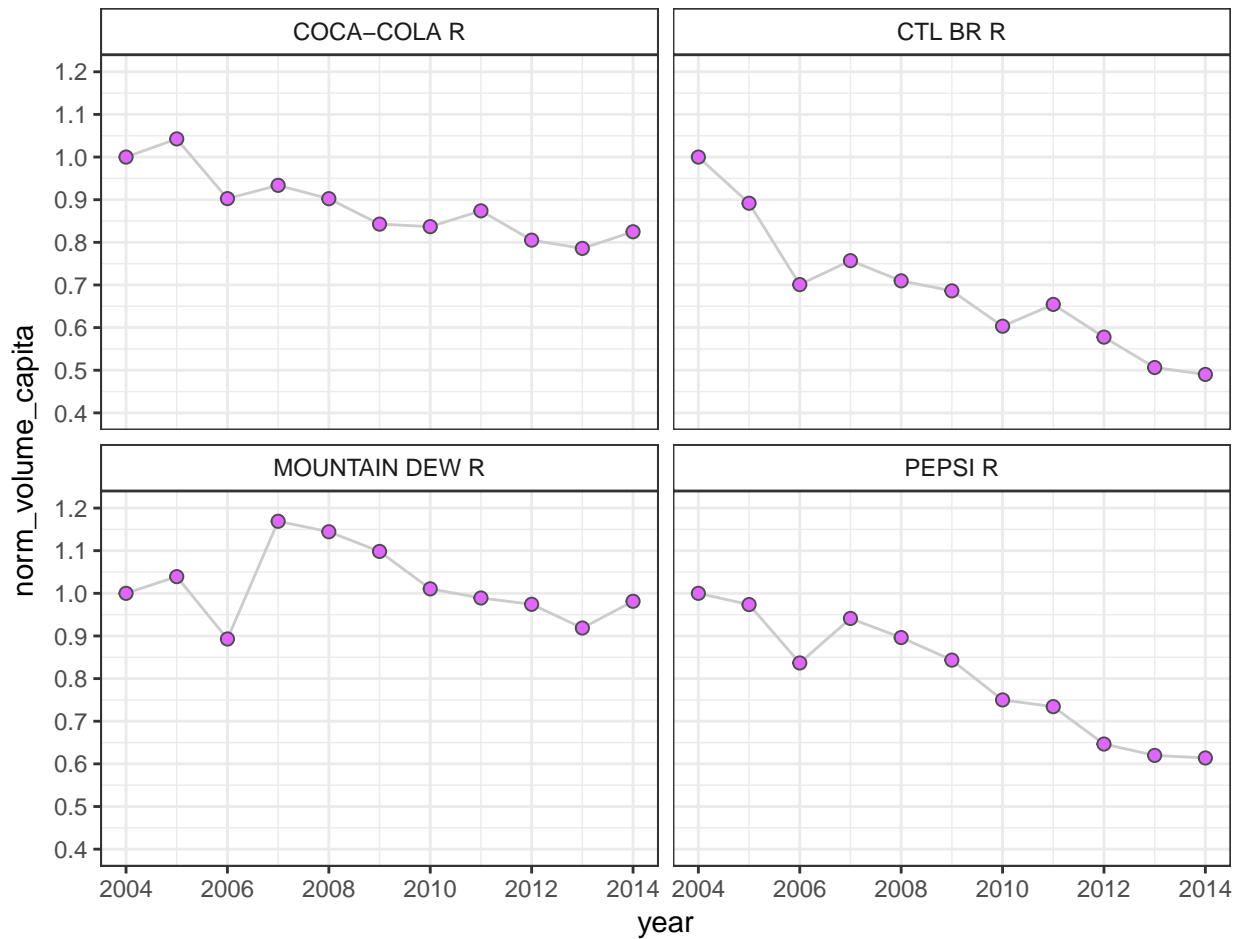 COCA−COLA R
CTL BR R
1.2
1.1
1.0
0.9
0.8
0.7
0.6
0.5
0.4
MOUNTAIN DEW R
PEPSI R
1.2
1.1
1.0
0.9
0.8
0.7
0.6
0.5
0.4
norm_volume_capita
2004 2006 2008 2010 2012 2014
2004 2006 2008 2010 2012 2014
year